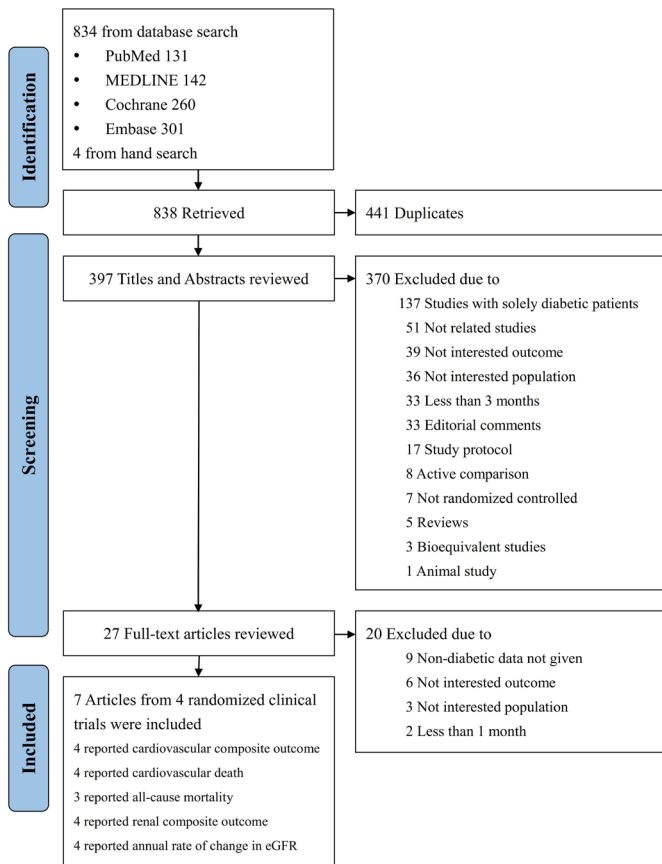 Identification
834 from database search
• PubMed 131
• MEDLINE 142
• Cochrane 260
• Embase 301
4 from hand search
838 Retrieved
441 Duplicates
Screening
397 Titles and Abstracts reviewed
370 Excluded due to
137 Studies with solely diabetic patients
51 Not related studies
39 Not interested outcome
36 Not interested population
33 Less than 3 months
33 Editorial comments
17 Study protocol
8 Active comparison
7 Not randomized controlled
5 Reviews
3 Bioequivalent studies
1 Animal study
27 Full-text articles reviewed
20 Excluded due to
9 Non-diabetic data not given
6 Not interested outcome
3 Not interested population
2 Less than 1 month
Included
7 Articles from 4 randomized clinical
trials were included
4 reported cardiovascular composite outcome
4 reported cardiovascular death
3 reported all-cause mortality
4 reported renal composite outcome
4 reported annual rate of change in eGFR